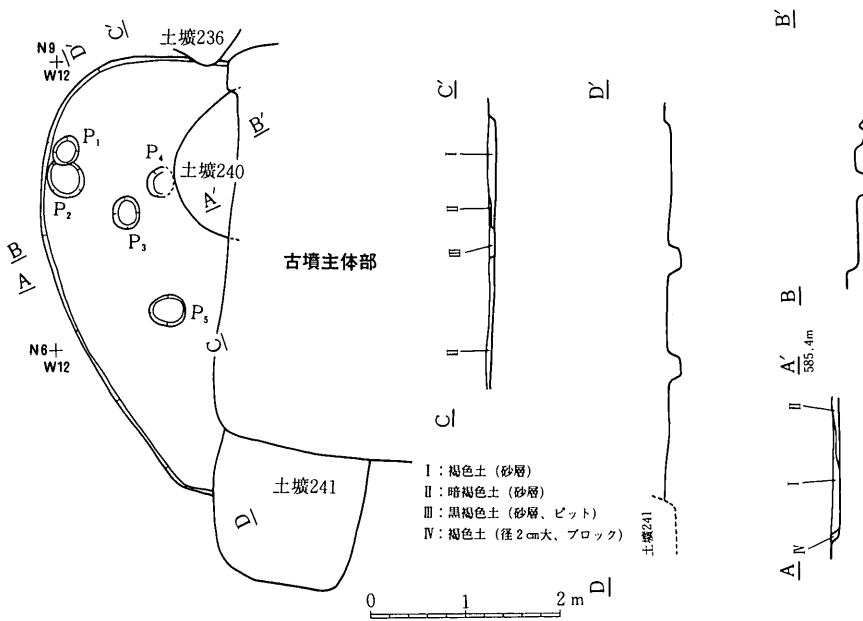 土壙236
N9
W12
D'
C'
P1
P2
P3
P4
P5
土壙240
B'
A'
B
A
古墳主体部
N6
W12
C
土壙241
D
C'
I
II
III
III
C
D'
土壙241
D
B'
B
A'
585.4m
II
I
IV
A
I：褐色土（砂層）
II：暗褐色土（砂層）
III：黒褐色土（砂層、ピット）
IV：褐色土（径2cm大、ブロック）
0 1 2m